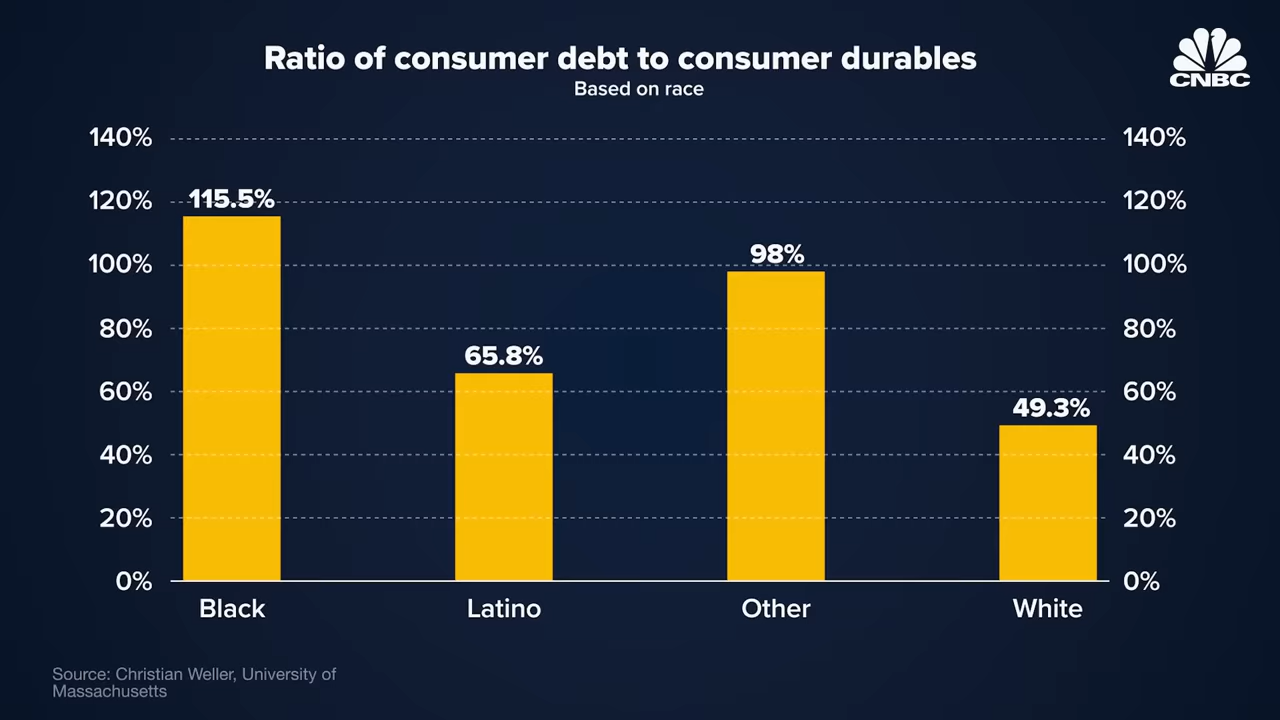 Ratio of consumer debt to consumer durables
Based on race
CNBC
140% 140%
120% 115.5% 120%
100% 98% 100%
80% 80%
65.8%
60% 60%
49.3%
40% 40%
20% 20%
0% 0%
Black Latino Other White
Source: Christian Weller, University of
Massachusetts